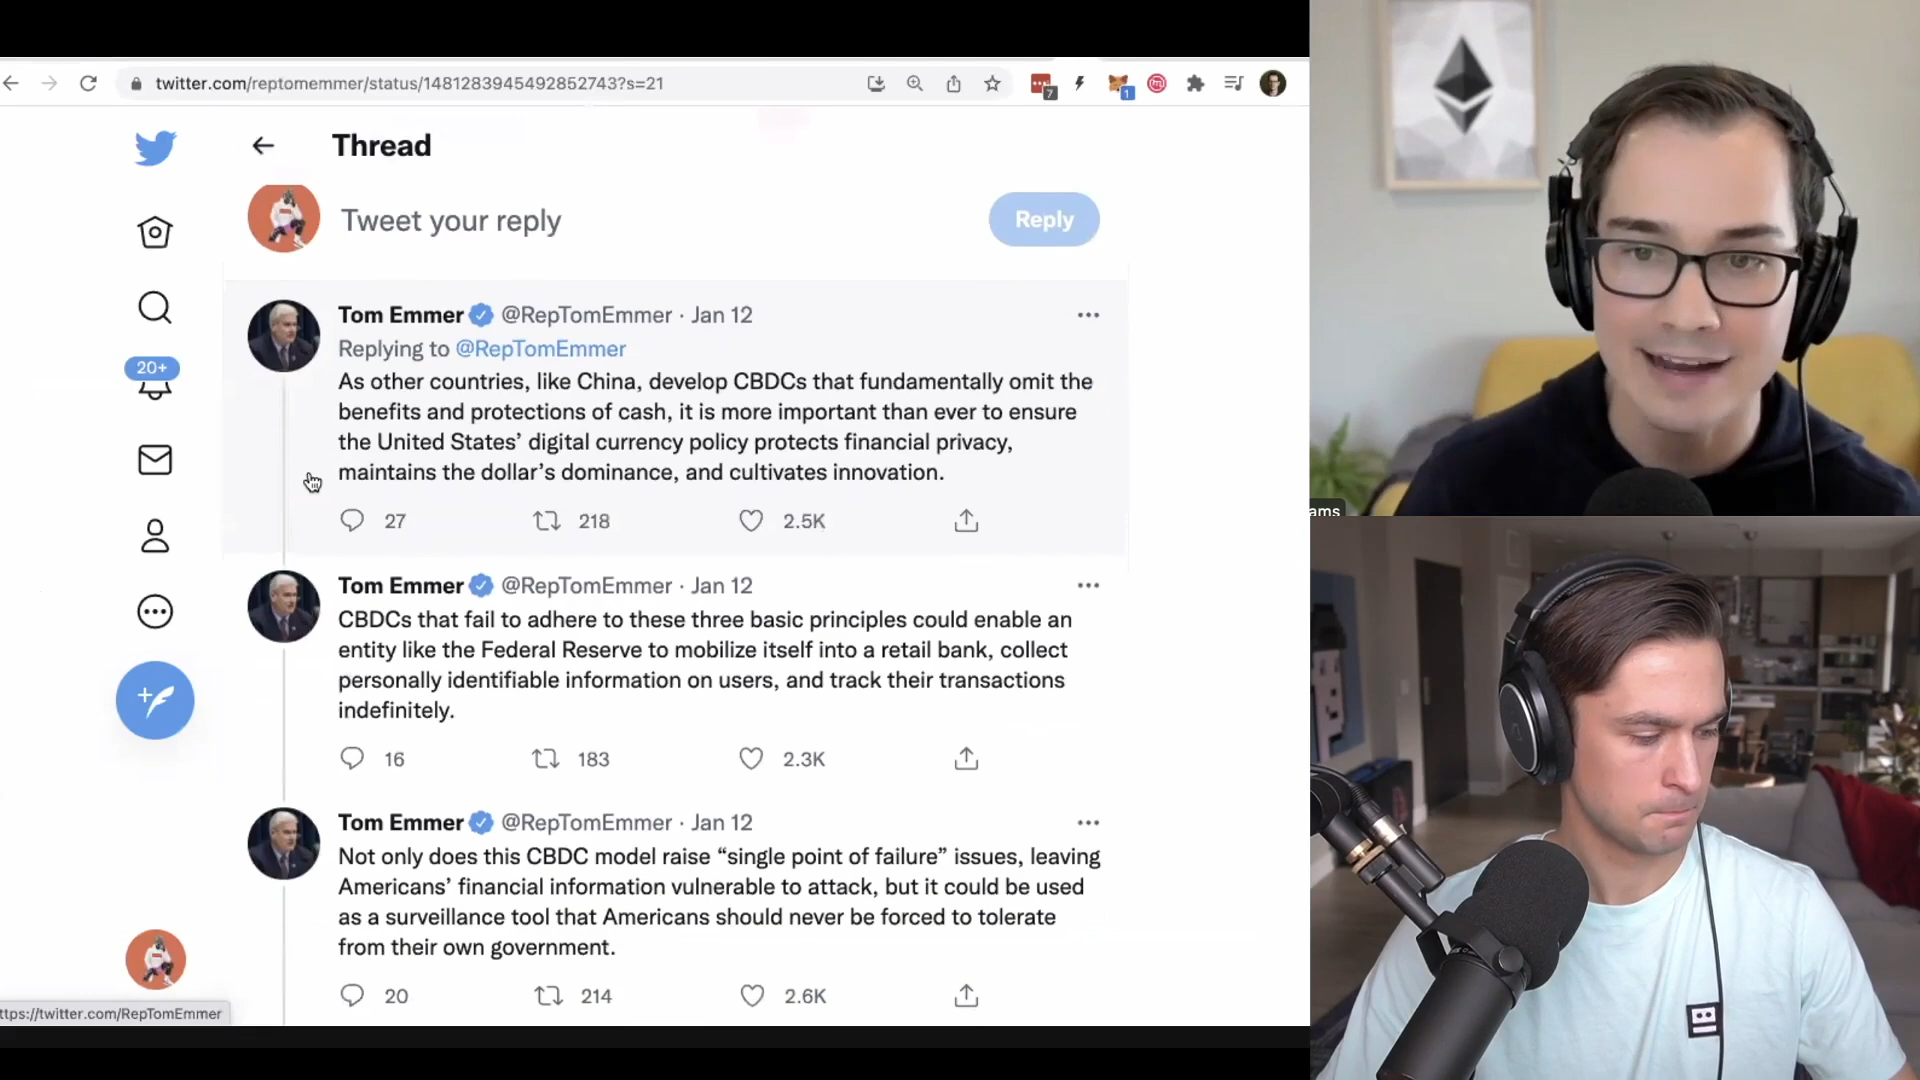 twitter.com/reptomemmer/status/1481283945492852743?s=21
7
1
Thread
Tweet your reply
Reply
Tom Emmer @RepTomEmmer · Jan 12
Replying to @RepTomEmmer
As other countries, like China, develop CBDCs that fundamentally omit the
benefits and protections of cash, it is more important than ever to ensure
the United States’ digital currency policy protects financial privacy,
maintains the dollar’s dominance, and cultivates innovation.
27 218 2.5K
20+
Tom Emmer @RepTomEmmer · Jan 12
CBDCs that fail to adhere to these three basic principles could enable an
entity like the Federal Reserve to mobilize itself into a retail bank, collect
personally identifiable information on users, and track their transactions
indefinitely.
16 183 2.3K
Tom Emmer @RepTomEmmer · Jan 12
Not only does this CBDC model raise “single point of failure” issues, leaving
Americans’ financial information vulnerable to attack, but it could be used
as a surveillance tool that Americans should never be forced to tolerate
from their own government.
20 214 2.6K
ttps://twitter.com/RepTomEmmer
ams